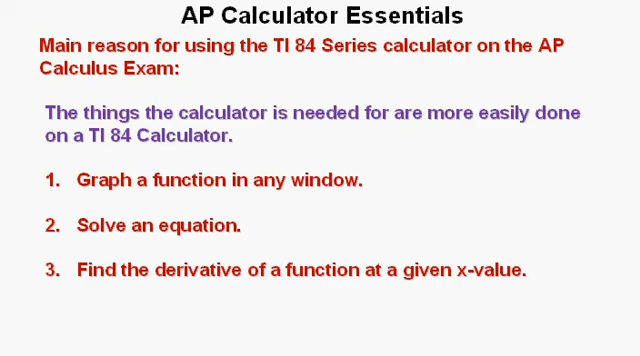 AP Calculator Essentials
Main reason for using the TI 84 Series calculator on the AP
Calculus Exam:
The things the calculator is needed for are more easily done
on a TI 84 Calculator.
1. Graph a function in any window.
2. Solve an equation.
3. Find the derivative of a function at a given x-value.